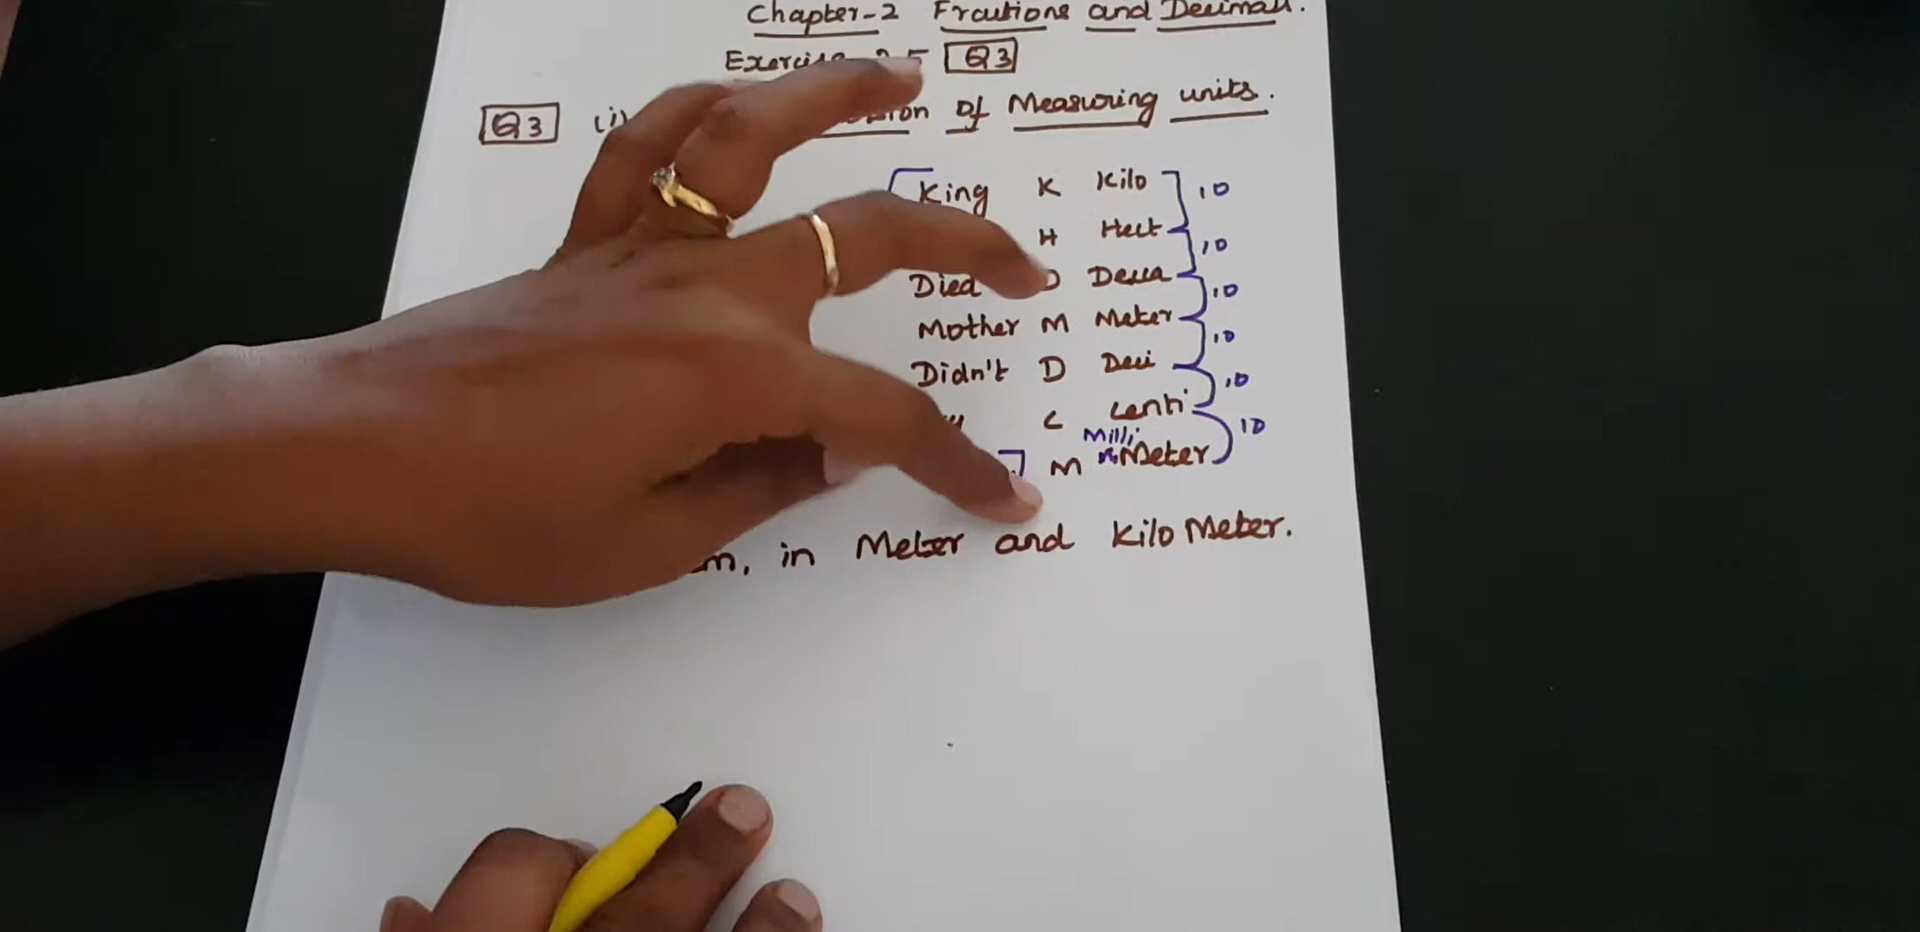 Chapter-2 Fractions and Decimals.
Q3
Q3 (i) of Measuring units.
King K Kilo 10
H Hect 10
Died D Decca 10
Mother M Meter 10
Didn't D Deci 10
C Centi 10
Milli
M Meter
in Meter and Kilo Meter.